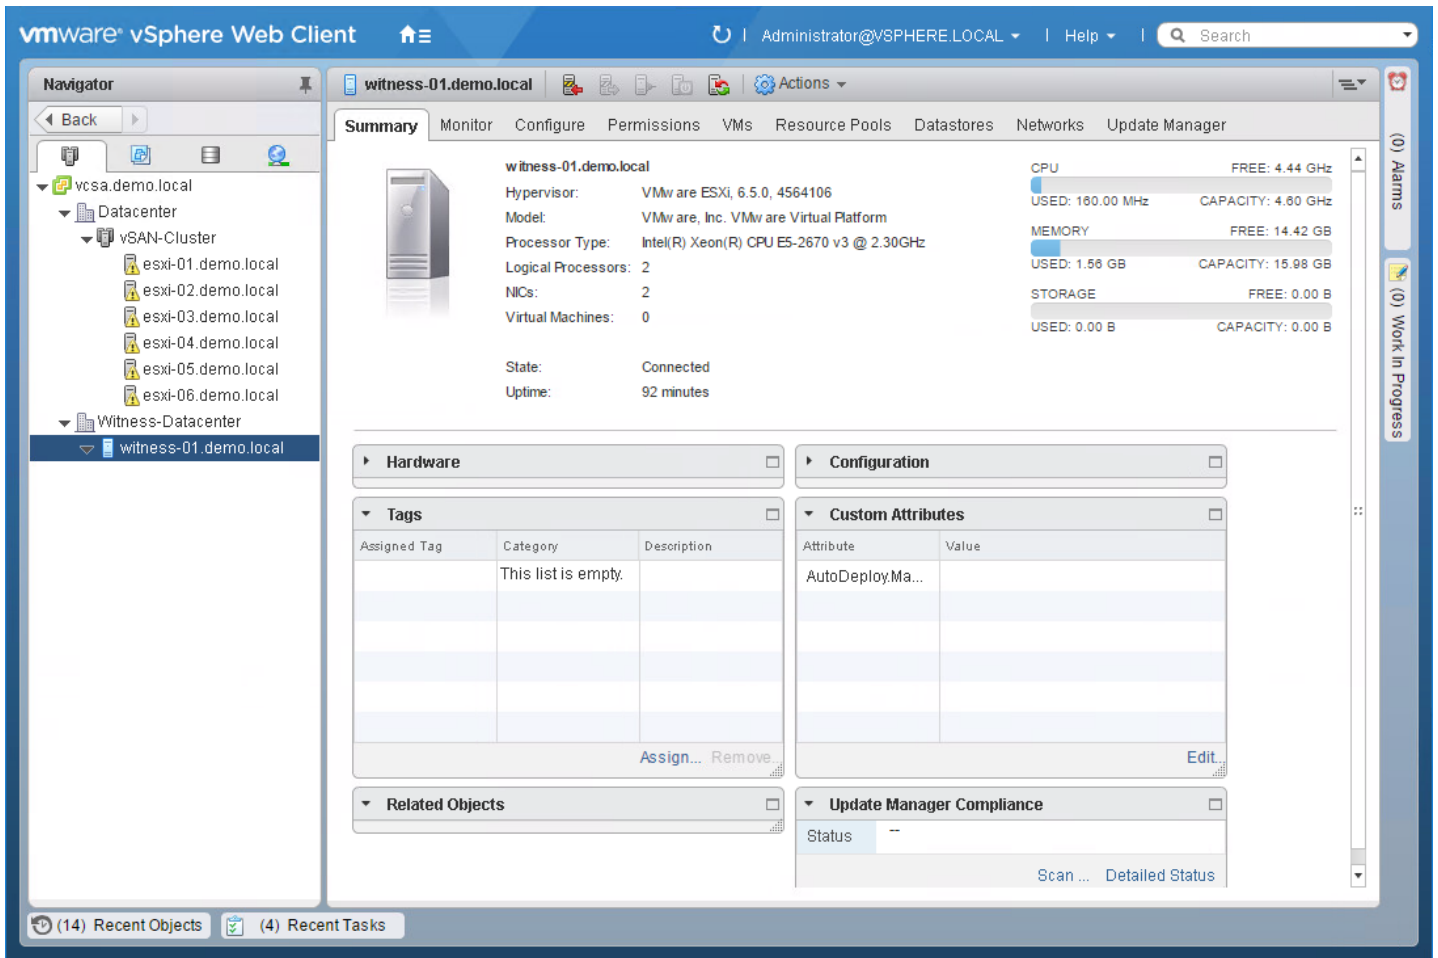 vmware® vSphere Web Client
Administrator@VSPHERE.LOCAL
Help
Search
Navigator
Back
vcsa.demo.local
Datacenter
vSAN-Cluster
esxi-01.demo.local
esxi-02.demo.local
esxi-03.demo.local
esxi-04.demo.local
esxi-05.demo.local
esxi-06.demo.local
Witness-Datacenter
witness-01.demo.local
witness-01.demo.local
Actions
Summary Monitor Configure Permissions VMs Resource Pools Datastores Networks Update Manager
witness-01.demo.local
Hypervisor: VMware ESXi, 6.5.0, 4564106
Model: VMware, Inc. VMware Virtual Platform
Processor Type: Intel(R) Xeon(R) CPU E5-2670 v3 @ 2.30GHz
Logical Processors: 2
NICs: 2
Virtual Machines: 0
State: Connected
Uptime: 92 minutes
CPU FREE: 4.44 GHz
USED: 160.00 MHz CAPACITY: 4.60 GHz
MEMORY FREE: 14.42 GB
USED: 1.56 GB CAPACITY: 15.98 GB
STORAGE FREE: 0.00 B
USED: 0.00 B CAPACITY: 0.00 B
Hardware
Configuration
Tags
Assigned Tag Category Description
This list is empty.
Assign... Remove...
Custom Attributes
Attribute Value
AutoDeploy.Ma...
Edit...
Related Objects
Update Manager Compliance
Status --
Scan ... Detailed Status
(0) Alarms
(0) Work In Progress
(14) Recent Objects
(4) Recent Tasks